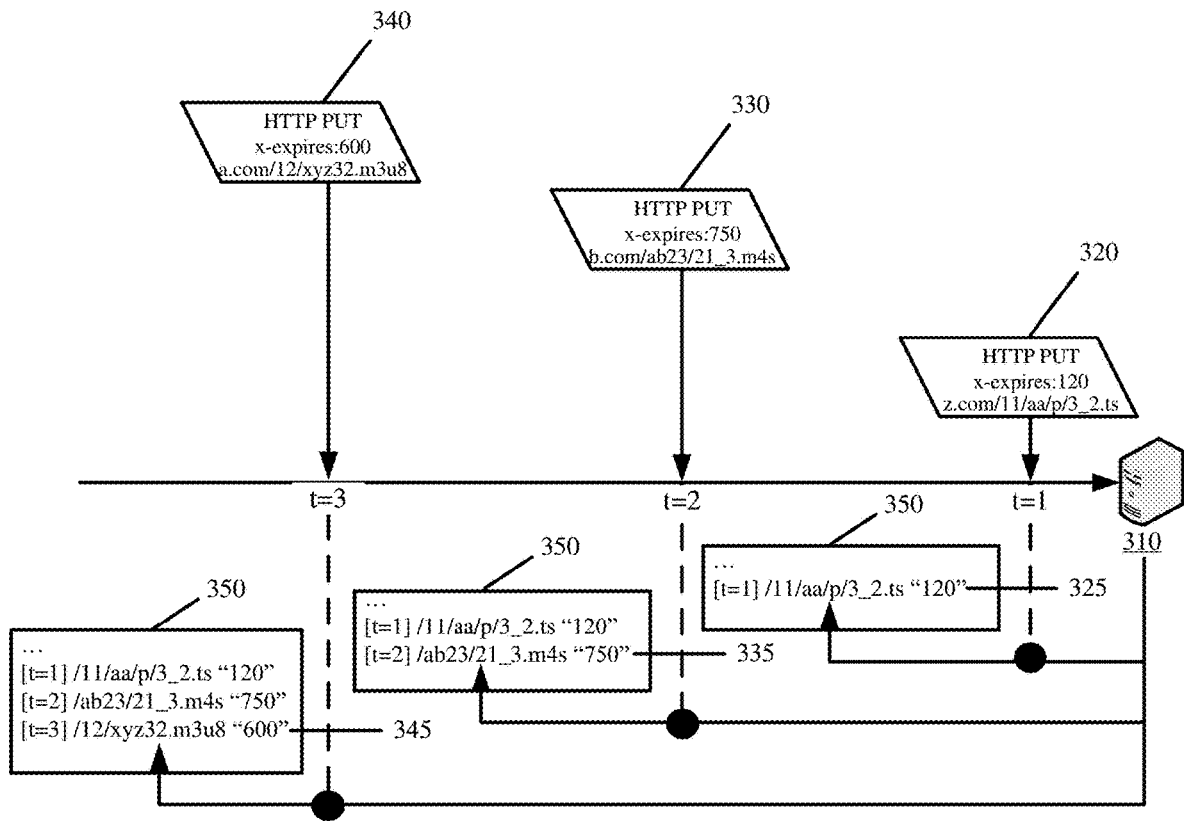 340
HTTP PUT
x-expires:600
a.com/12/xyz32.m3u8
330
HTTP PUT
x-expires:750
b.com/ab23/21_3.m4s
320
HTTP PUT
x-expires:120
z.com/11/aa/p/3_2.ts
t=3
t=2
t=1
310
350
…
[t=1] /11/aa/p/3_2.ts “120”
325
350
…
[t=1] /11/aa/p/3_2.ts “120”
[t=2] /ab23/21_3.m4s “750”
335
350
…
[t=1] /11/aa/p/3_2.ts “120”
[t=2] /ab23/21_3.m4s “750”
[t=3] /12/xyz32.m3u8 “600”
345